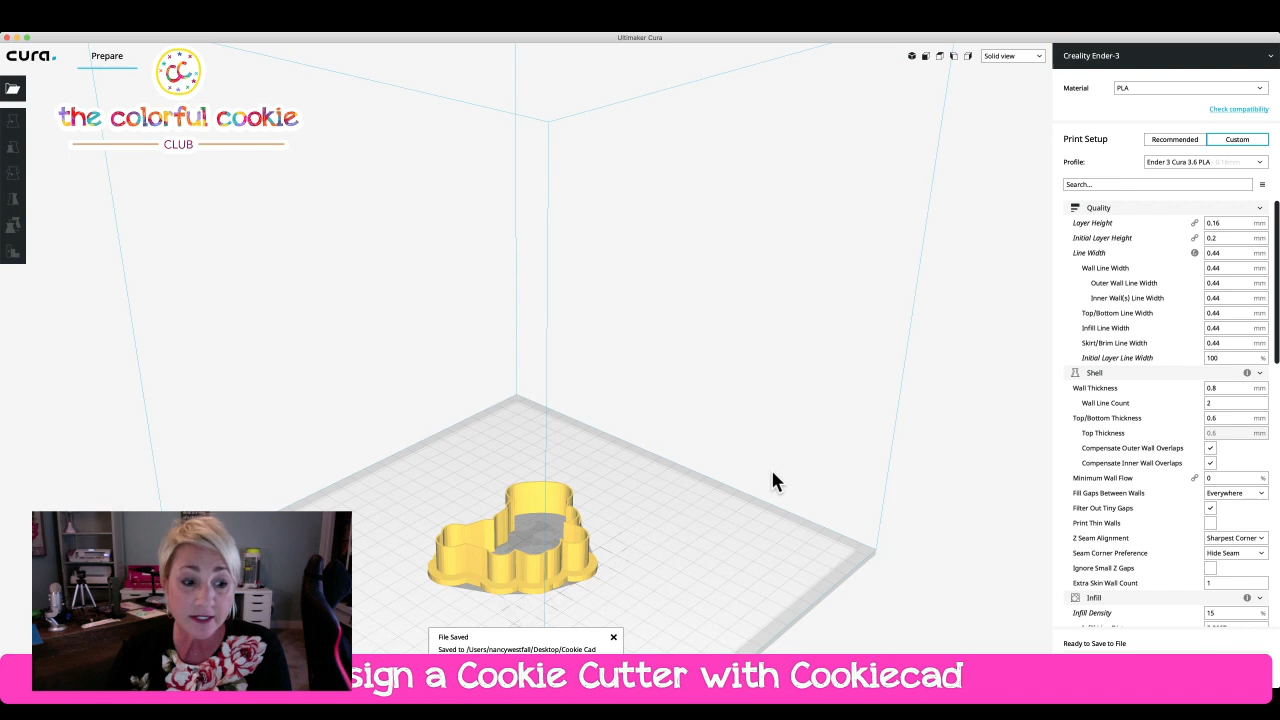 Ultimaker Cura
cura.
Prepare
Solid view
Creality Ender-3
CC
the colorful cookie
CLUB
Material
PLA
Check compatibility
Print Setup
Recommended
Custom
Profile:
Ender 3 Cura 3.6 PLA - 0.16mm
Search...
Quality
Layer Height 0.16 mm
Initial Layer Height 0.2 mm
Line Width 0.44 mm
Wall Line Width 0.44 mm
Outer Wall Line Width 0.44 mm
Inner Wall(s) Line Width 0.44 mm
Top/Bottom Line Width 0.44 mm
Infill Line Width 0.44 mm
Skirt/Brim Line Width 0.44 mm
Initial Layer Line Width 100 %
Shell
Wall Thickness 0.8 mm
Wall Line Count 2
Top/Bottom Thickness 0.6 mm
Top Thickness 0.6 mm
Compensate Outer Wall Overlaps
Compensate Inner Wall Overlaps
Minimum Wall Flow 0 %
Fill Gaps Between Walls Everywhere
Filter Out Tiny Gaps
Print Thin Walls
Z Seam Alignment Sharpest Corner
Seam Corner Preference Hide Seam
Ignore Small Z Gaps
Extra Skin Wall Count 1
Infill
Infill Density 15 %
Ready to Save to File
File Saved
Saved to /Users/nancywestfall/Desktop/Cookie Cad
sign a Cookie Cutter with Cookiecad